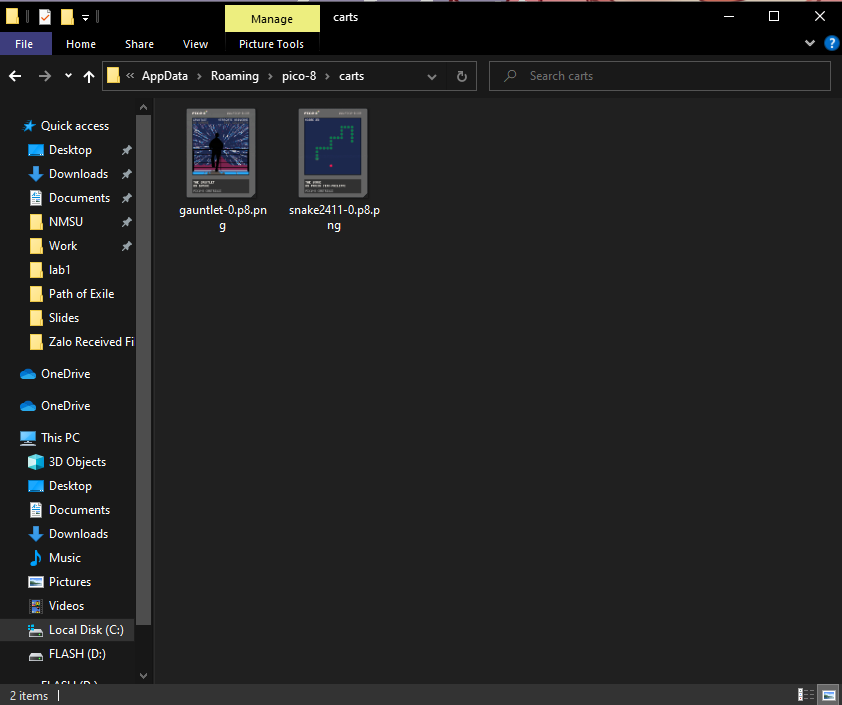 Manage
carts
File
Home
Share
View
Picture Tools
AppData
Roaming
pico-8
carts
Search carts
Quick access
Desktop
Downloads
Documents
NMSU
Work
lab1
Path of Exile
Slides
Zalo Received Fi
OneDrive
OneDrive
This PC
3D Objects
Desktop
Documents
Downloads
Music
Pictures
Videos
Local Disk (C:)
FLASH (D:)
FLASH (D:)
gauntlet-0.p8.pn
g
snake2411-0.p8.p
ng
2 items